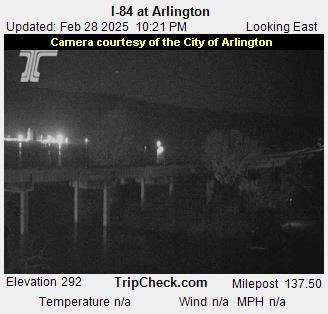 I-84 at Arlington
Updated: Feb 28 2025 10:21 PM Looking East
Camera courtesy of the City of Arlington
Elevation 292 TripCheck.com Milepost 137.50
Temperature n/a Wind n/a MPH n/a